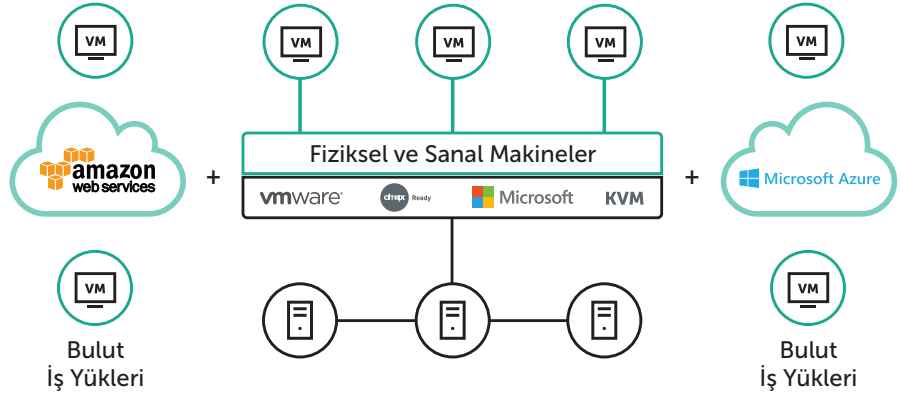 VM
VM
VM
VM
VM
amazon
web services
+
Fiziksel ve Sanal Makineler
vmware
citrix Ready
Microsoft
KVM
+
Microsoft Azure
VM
VM
Bulut
İş Yükleri
Bulut
İş Yükleri